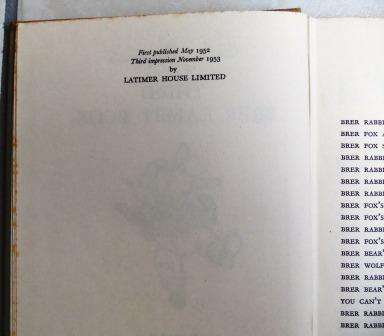 First published May 1952
Third impression November 1953
by
LATIMER HOUSE LIMITED
BRER RABB
BRER FOX A
BRER FOX S
BRER RABB
BRER RABBI
BRER RABBI
BRER RABBI
BRER FOX'S
BRER FOX'S
BRER RABBI
BRER FOX'S
BRER BEAR'
BRER WOLF
BRER RABBI
BRER BEAR'
YOU CAN'T
BRER RABBI
BRER RABBI